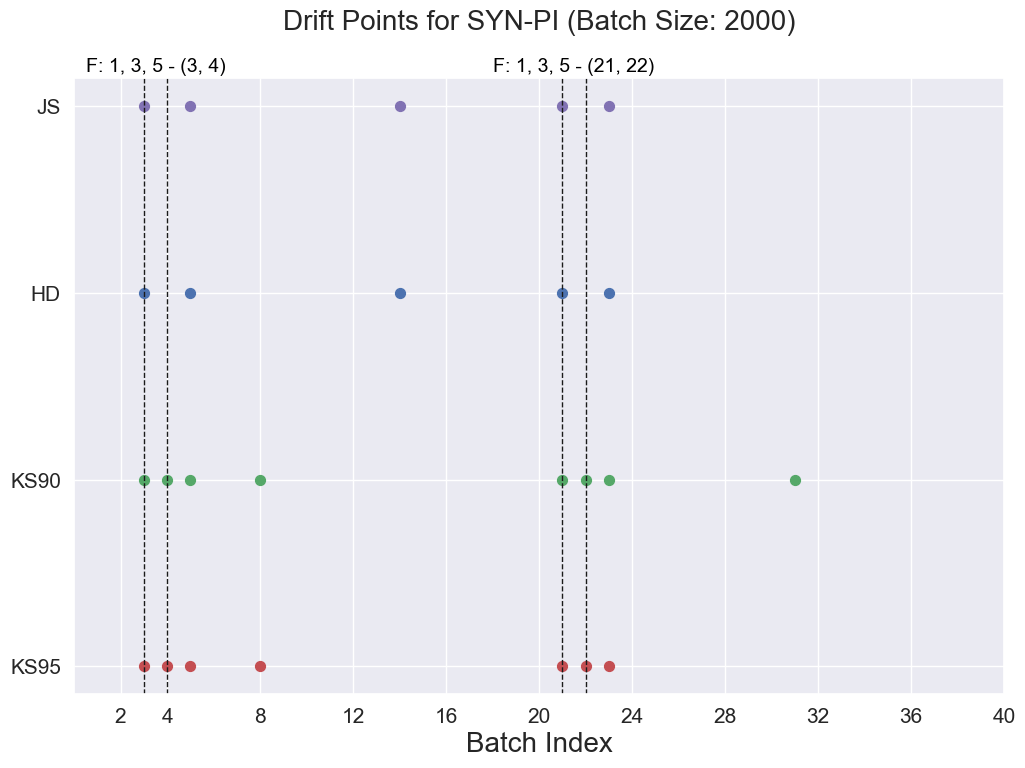 Drift Points for SYN-PI (Batch Size: 2000)
F: 1, 3, 5 - (3, 4) F: 1, 3, 5 - (21, 22)
JS
HD
KS90
KS95
2 4 8 12 16 20 24 28 32 36 40
Batch Index